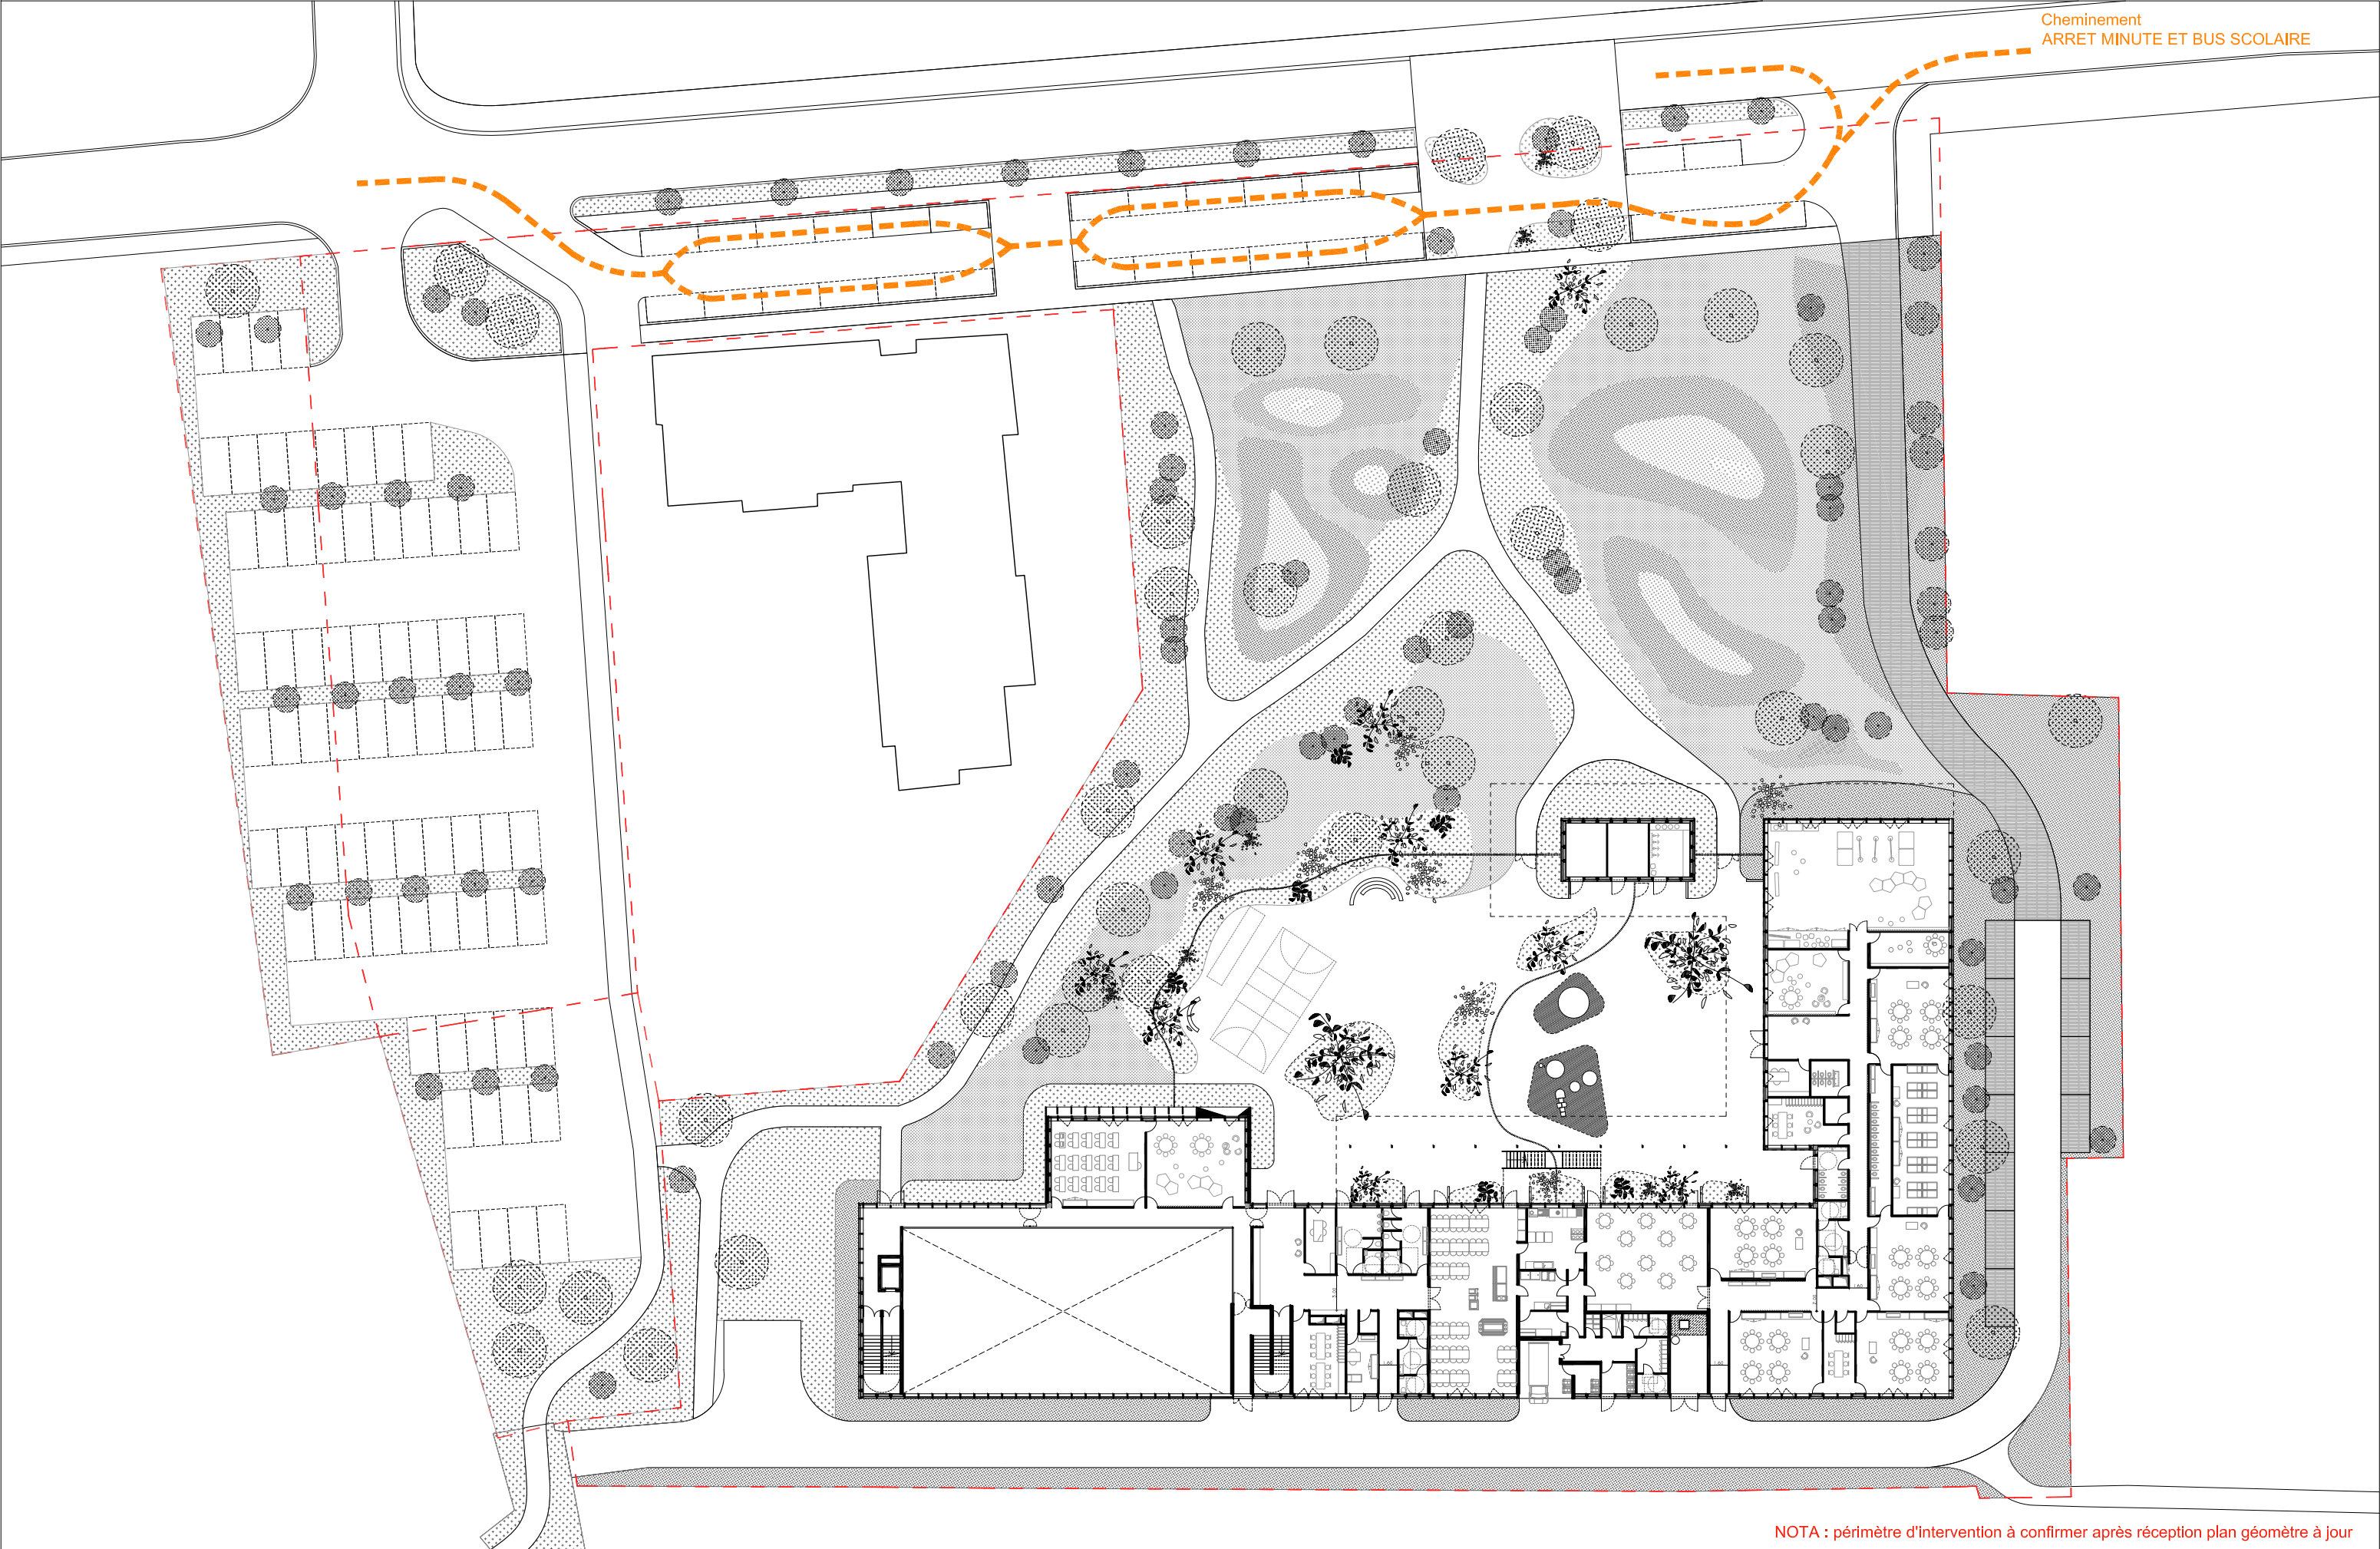 Cheminement
ARRET MINUTE ET BUS SCOLAIRE
NOTA : périmètre d'intervention à confirmer après réception plan géomètre à jour